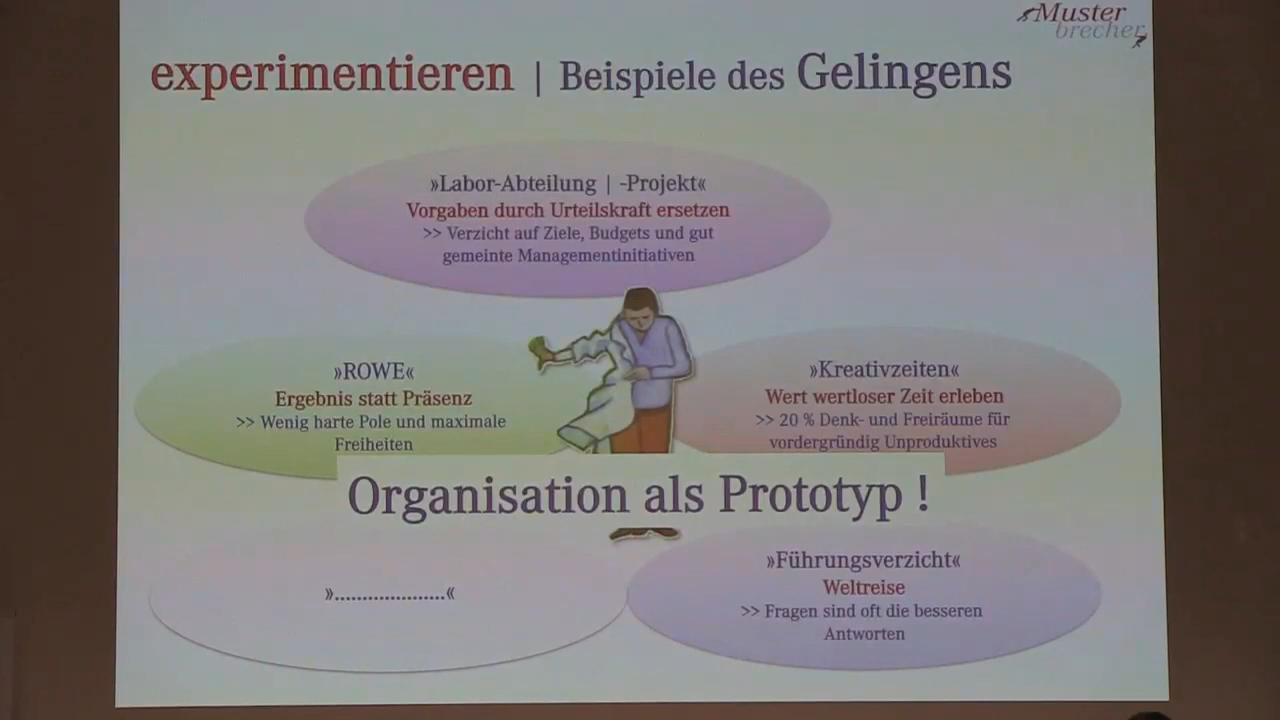 Muster
brecher
experimentieren | Beispiele des Gelingens
»Labor-Abteilung | -Projekt«
Vorgaben durch Urteilskraft ersetzen
>> Verzicht auf Ziele, Budgets und gut
gemeinte Managementinitiativen
»ROWE«
Ergebnis statt Präsenz
>> Wenig harte Pole und maximale
Freiheiten
»Kreativzeiten«
Wert wertloser Zeit erleben
>> 20 % Denk- und Freiräume für
vordergründig Unproduktives
Organisation als Prototyp !
»....................«
»Führungsverzicht«
Weltreise
>> Fragen sind oft die besseren
Antworten